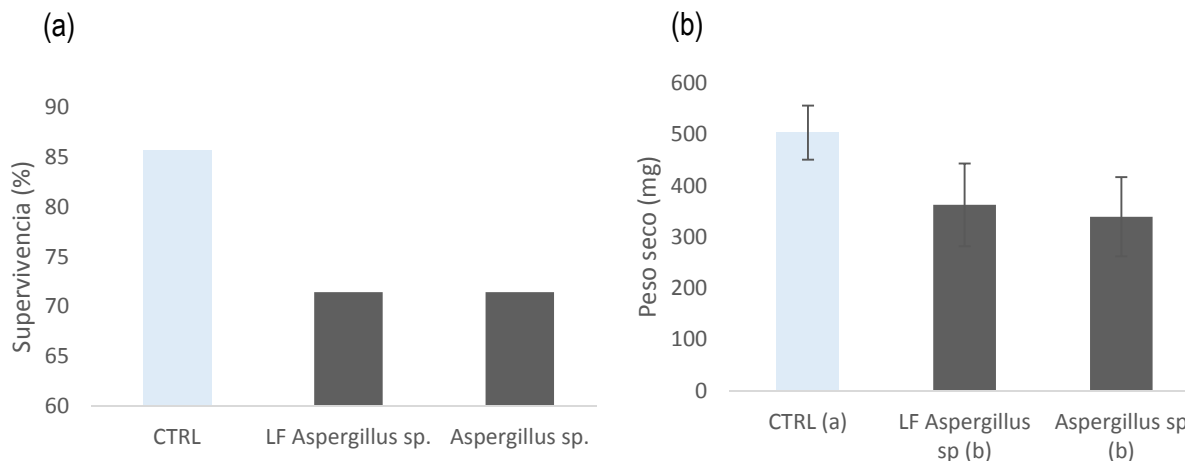 (a)
90
85
80
75
70
65
60
Supervivencia (%)
CTRL
LF Aspergillus sp.
Aspergillus sp.
(b)
600
500
400
300
200
100
0
Peso seco (mg)
CTRL (a)
LF Aspergillus
sp (b)
Aspergillus sp
(b)